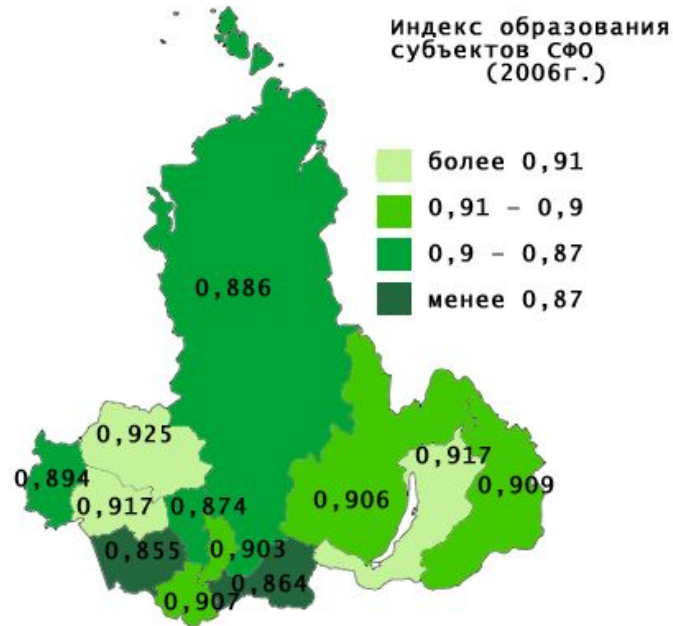 Индекс образования
субъектов СФО
(2006г.)
более 0,91
0,91 – 0,9
0,9 – 0,87
менее 0,87
0,886
0,925
0,894
0,917
0,917
0,909
0,906
0,874
0,855
0,903
0,864
0,907